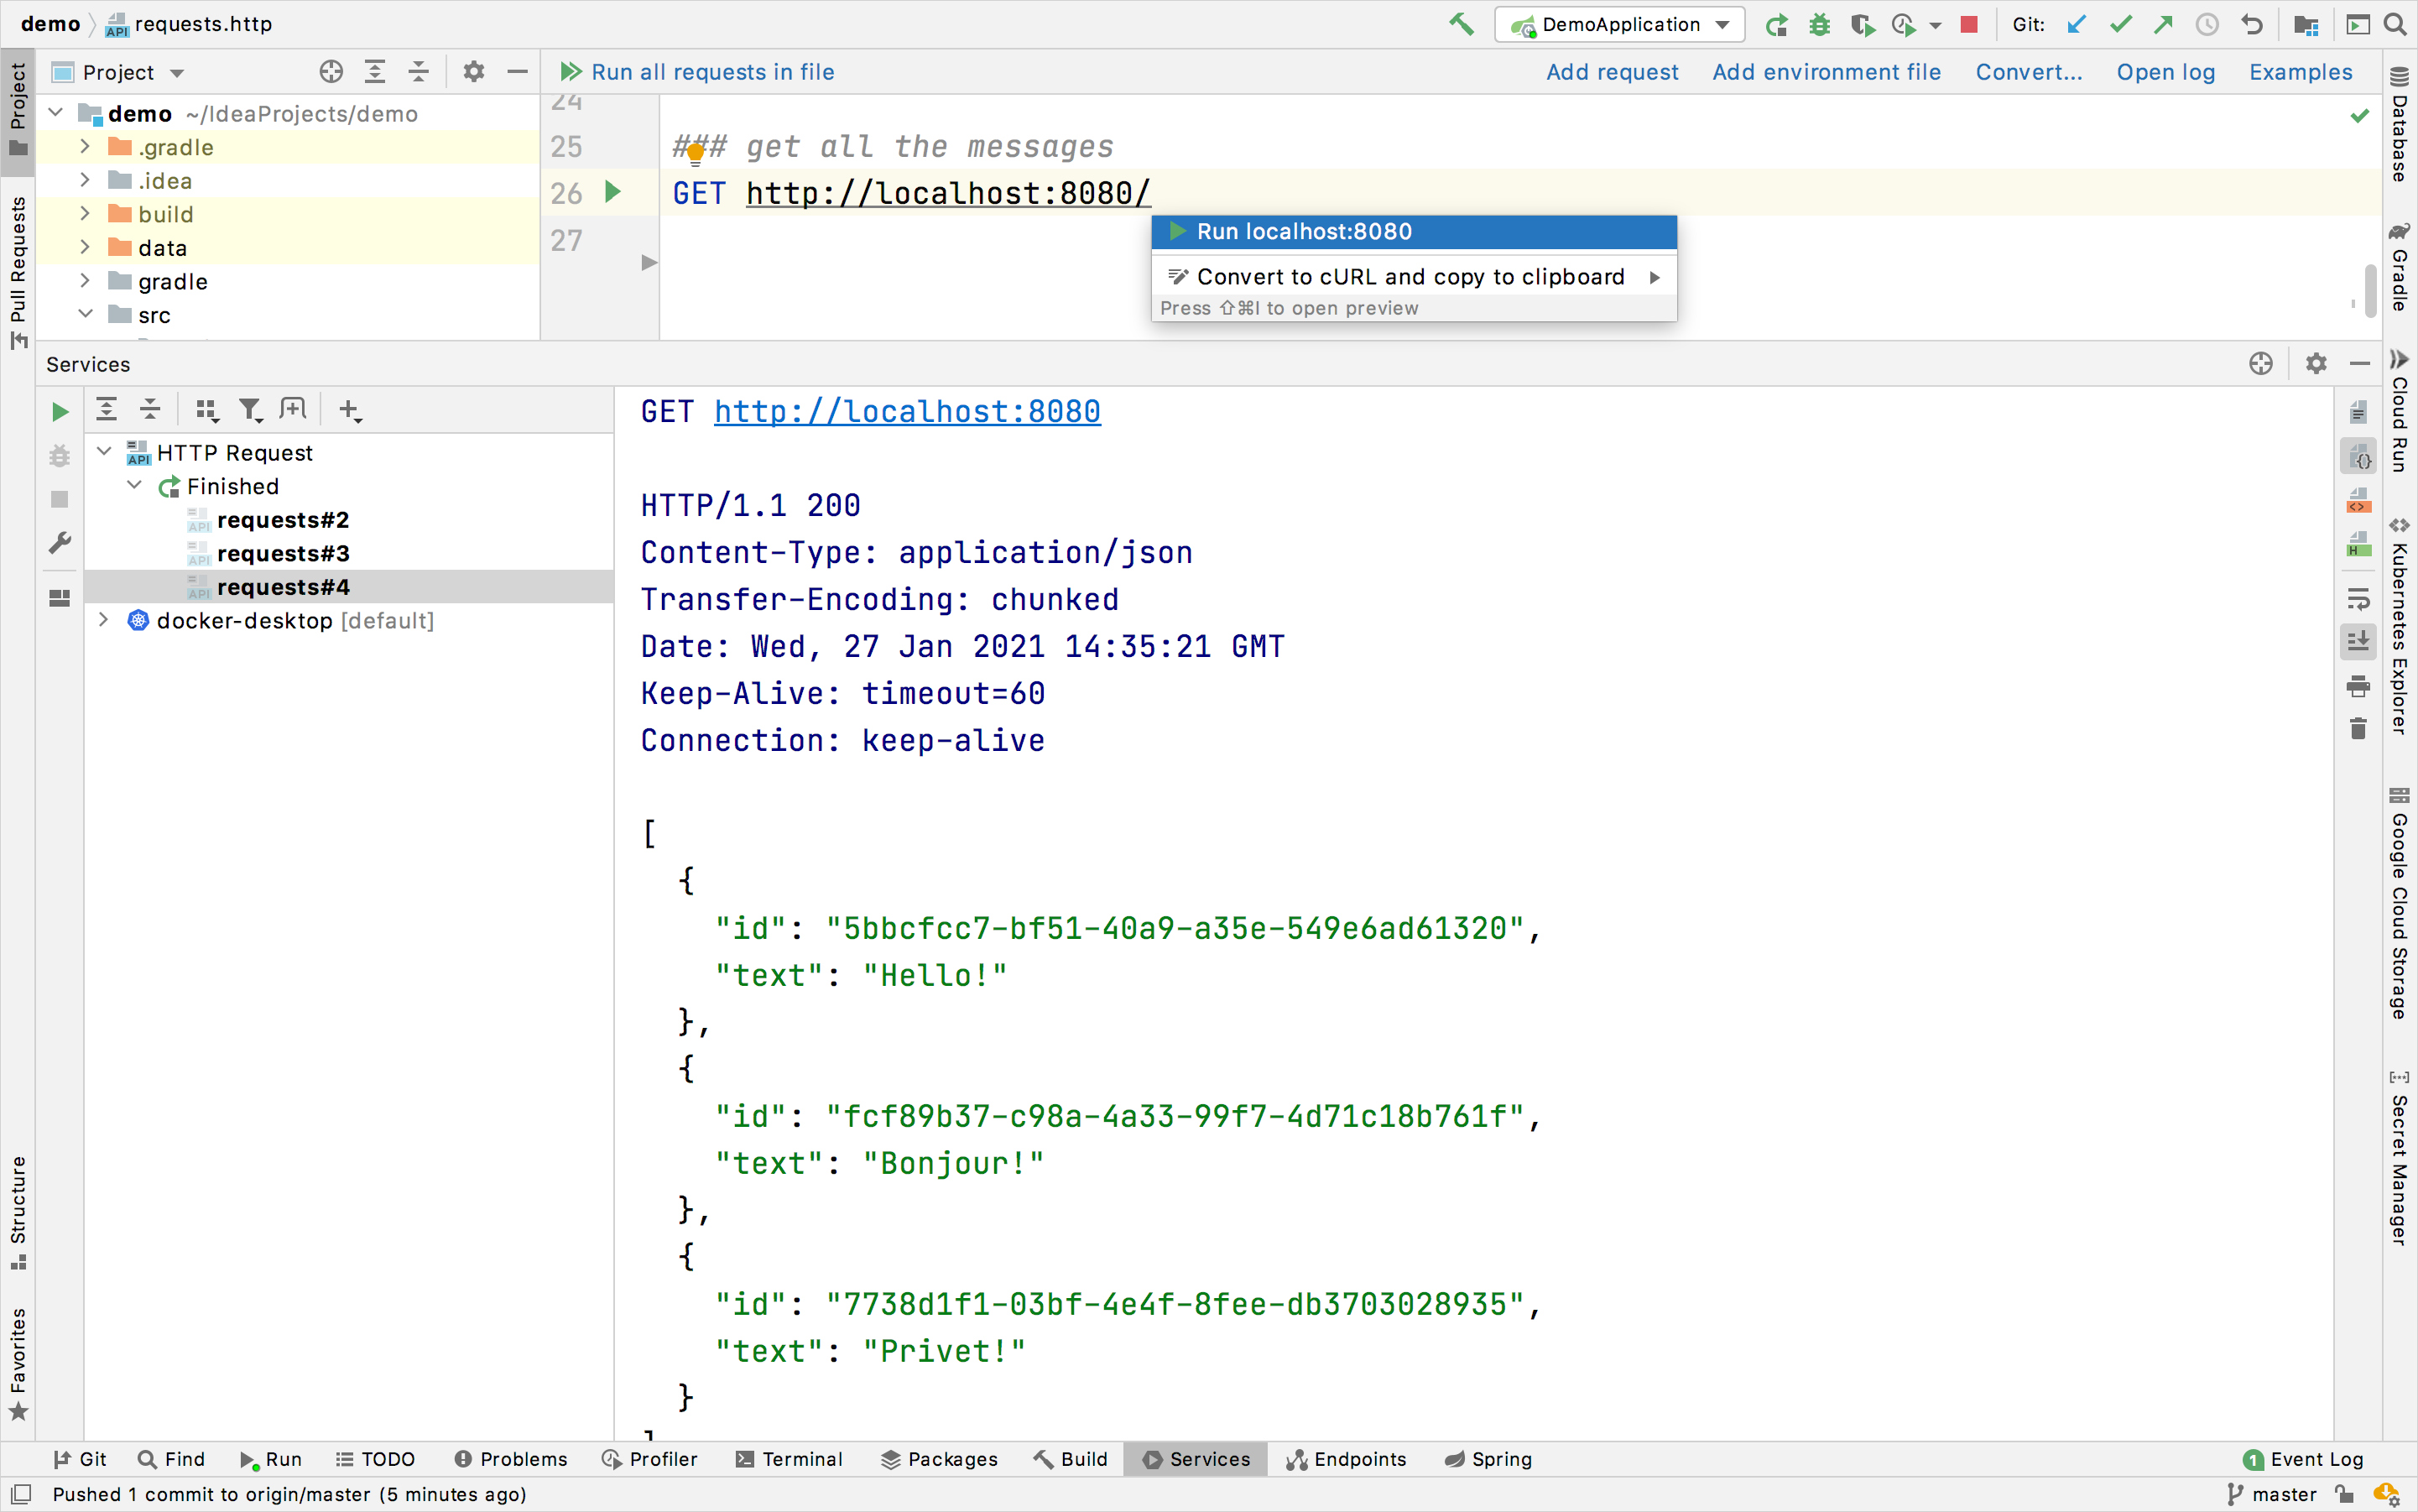 demo requests.http
DemoApplication
Git:
Project
Run all requests in file
Add request Add environment file Convert... Open log Examples
demo ~/IdeaProjects/demo
.gradle
.idea
build
data
gradle
src
24
25 ### get all the messages
26 GET http://localhost:8080/
27
Run localhost:8080
Convert to cURL and copy to clipboard
Press ⇧⌘I to open preview
Services
HTTP Request
Finished
requests#2
requests#3
requests#4
docker-desktop [default]
GET http://localhost:8080
HTTP/1.1 200
Content-Type: application/json
Transfer-Encoding: chunked
Date: Wed, 27 Jan 2021 14:35:21 GMT
Keep-Alive: timeout=60
Connection: keep-alive
[
{
"id": "5bbcfcc7-bf51-40a9-a35e-549e6ad61320",
"text": "Hello!"
},
{
"id": "fcf89b37-c98a-4a33-99f7-4d71c18b761f",
"text": "Bonjour!"
},
{
"id": "7738d1f1-03bf-4e4f-8fee-db3703028935",
"text": "Privet!"
}
Project
Pull Requests
Structure
Favorites
Database
Gradle
Cloud Run
Kubernetes Explorer
Google Cloud Storage
Secret Manager
Git Find Run TODO Problems Profiler Terminal Packages Build Services Endpoints Spring
1 Event Log
Pushed 1 commit to origin/master (5 minutes ago)
master